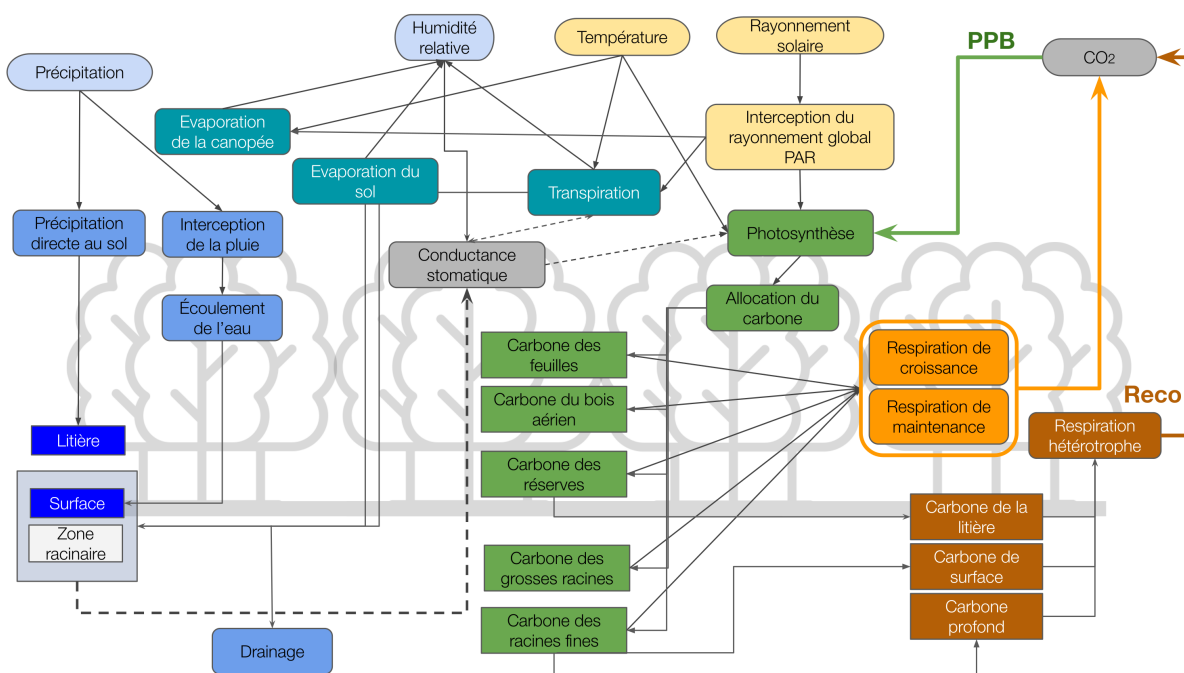 Humidité
relative
Température
Rayonnement
solaire
PPB
CO2
Précipitation
Evaporation
de la canopée
Interception du
rayonnement global
PAR
Evaporation du
sol
Transpiration
Précipitation
directe au sol
Interception
de la pluie
Conductance
stomatique
Photosynthèse
Écoulement
de l'eau
Allocation du
carbone
Carbone des
feuilles
Respiration de
croissance
Carbone du bois
aérien
Respiration de
maintenance
Reco
Litière
Respiration
hétérotrophe
Carbone des
réserves
Surface
Zone
racinaire
Carbone de la
litière
Carbone des
grosses racines
Carbone de
surface
Carbone des
racines fines
Carbone
profond
Drainage